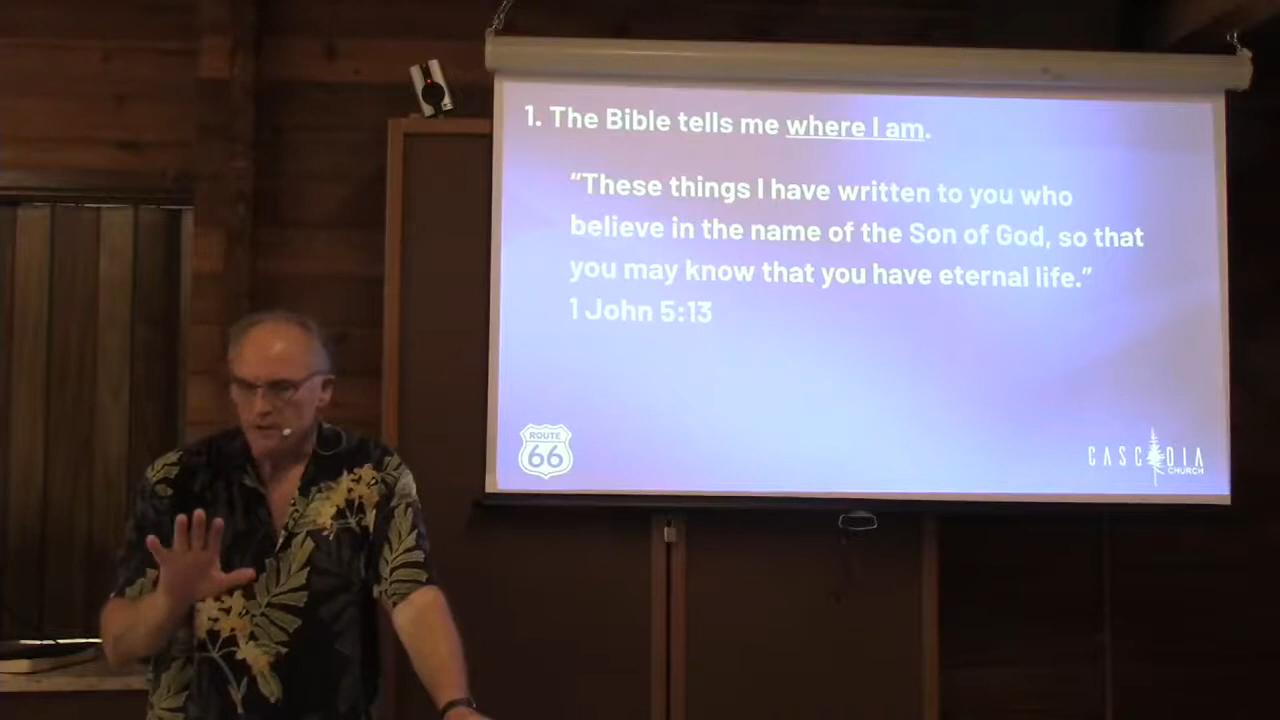 1. The Bible tells me where I am.
“These things I have written to you who
believe in the name of the Son of God, so that
you may know that you have eternal life.”
1 John 5:13
ROUTE
66
CASCADIA
CHURCH